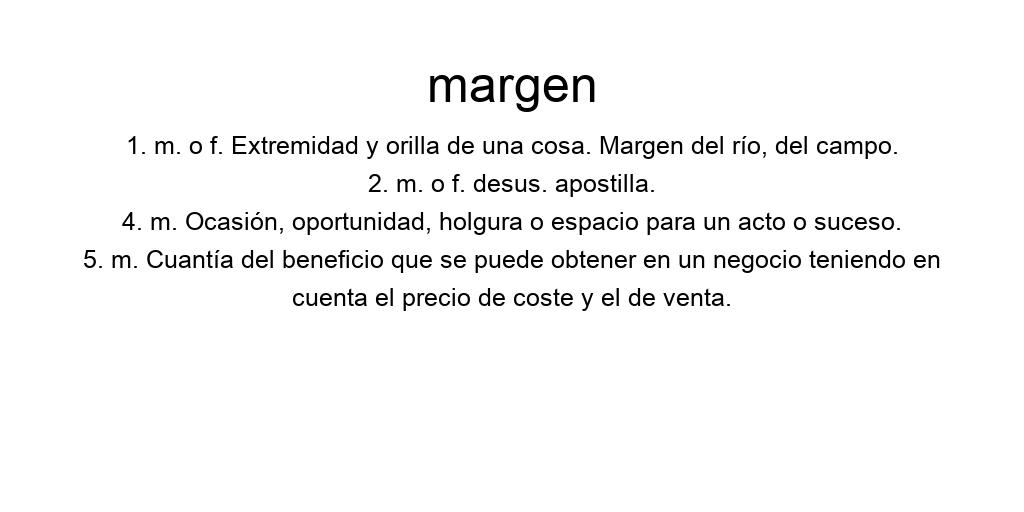 margen
1. m. o f. Extremidad y orilla de una cosa. Margen del río, del campo.
2. m. o f. desus. apostilla.
4. m. Ocasión, oportunidad, holgura o espacio para un acto o suceso.
5. m. Cuantía del beneficio que se puede obtener en un negocio teniendo en
cuenta el precio de coste y el de venta.